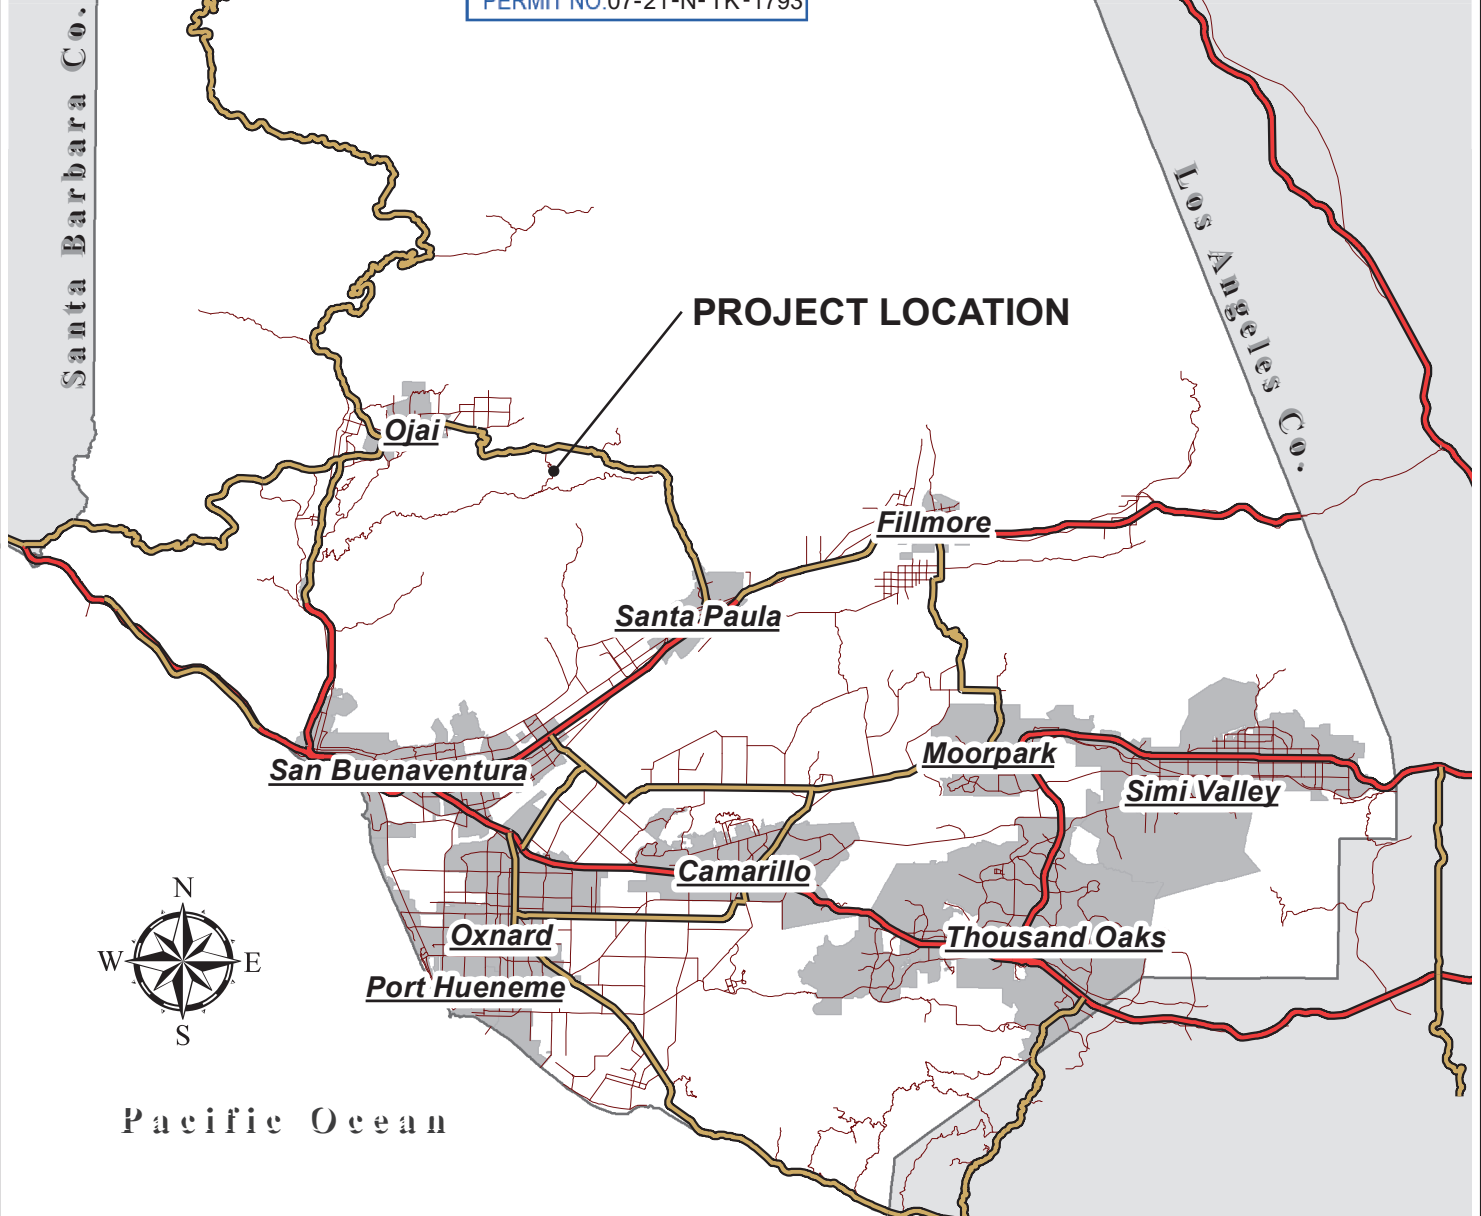 PERMIT NO.07-21-N-TK-1793
Santa Barbara Co.
Los Angeles Co.
PROJECT LOCATION
Ojai
Fillmore
Santa Paula
Moorpark
San Buenaventura
Simi Valley
Camarillo
N
W E
S
Oxnard
Thousand Oaks
Port Hueneme
Pacific Ocean